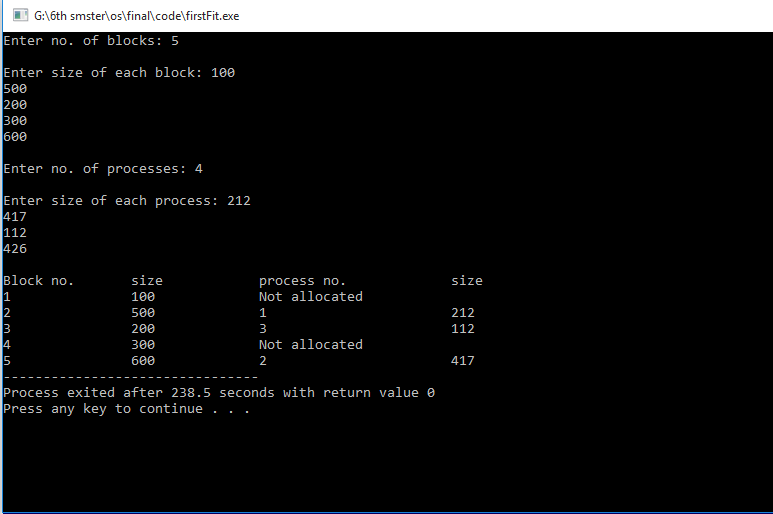 G:\6th smster\os\final\code\firstFit.exe
Enter no. of blocks: 5
Enter size of each block: 100
500
200
300
600
Enter no. of processes: 4
Enter size of each process: 212
417
112
426
Block no. size process no. size
1 100 Not allocated
2 500 1 212
3 200 3 112
4 300 Not allocated
5 600 2 417
--------------------------------
Process exited after 238.5 seconds with return value 0
Press any key to continue . . .